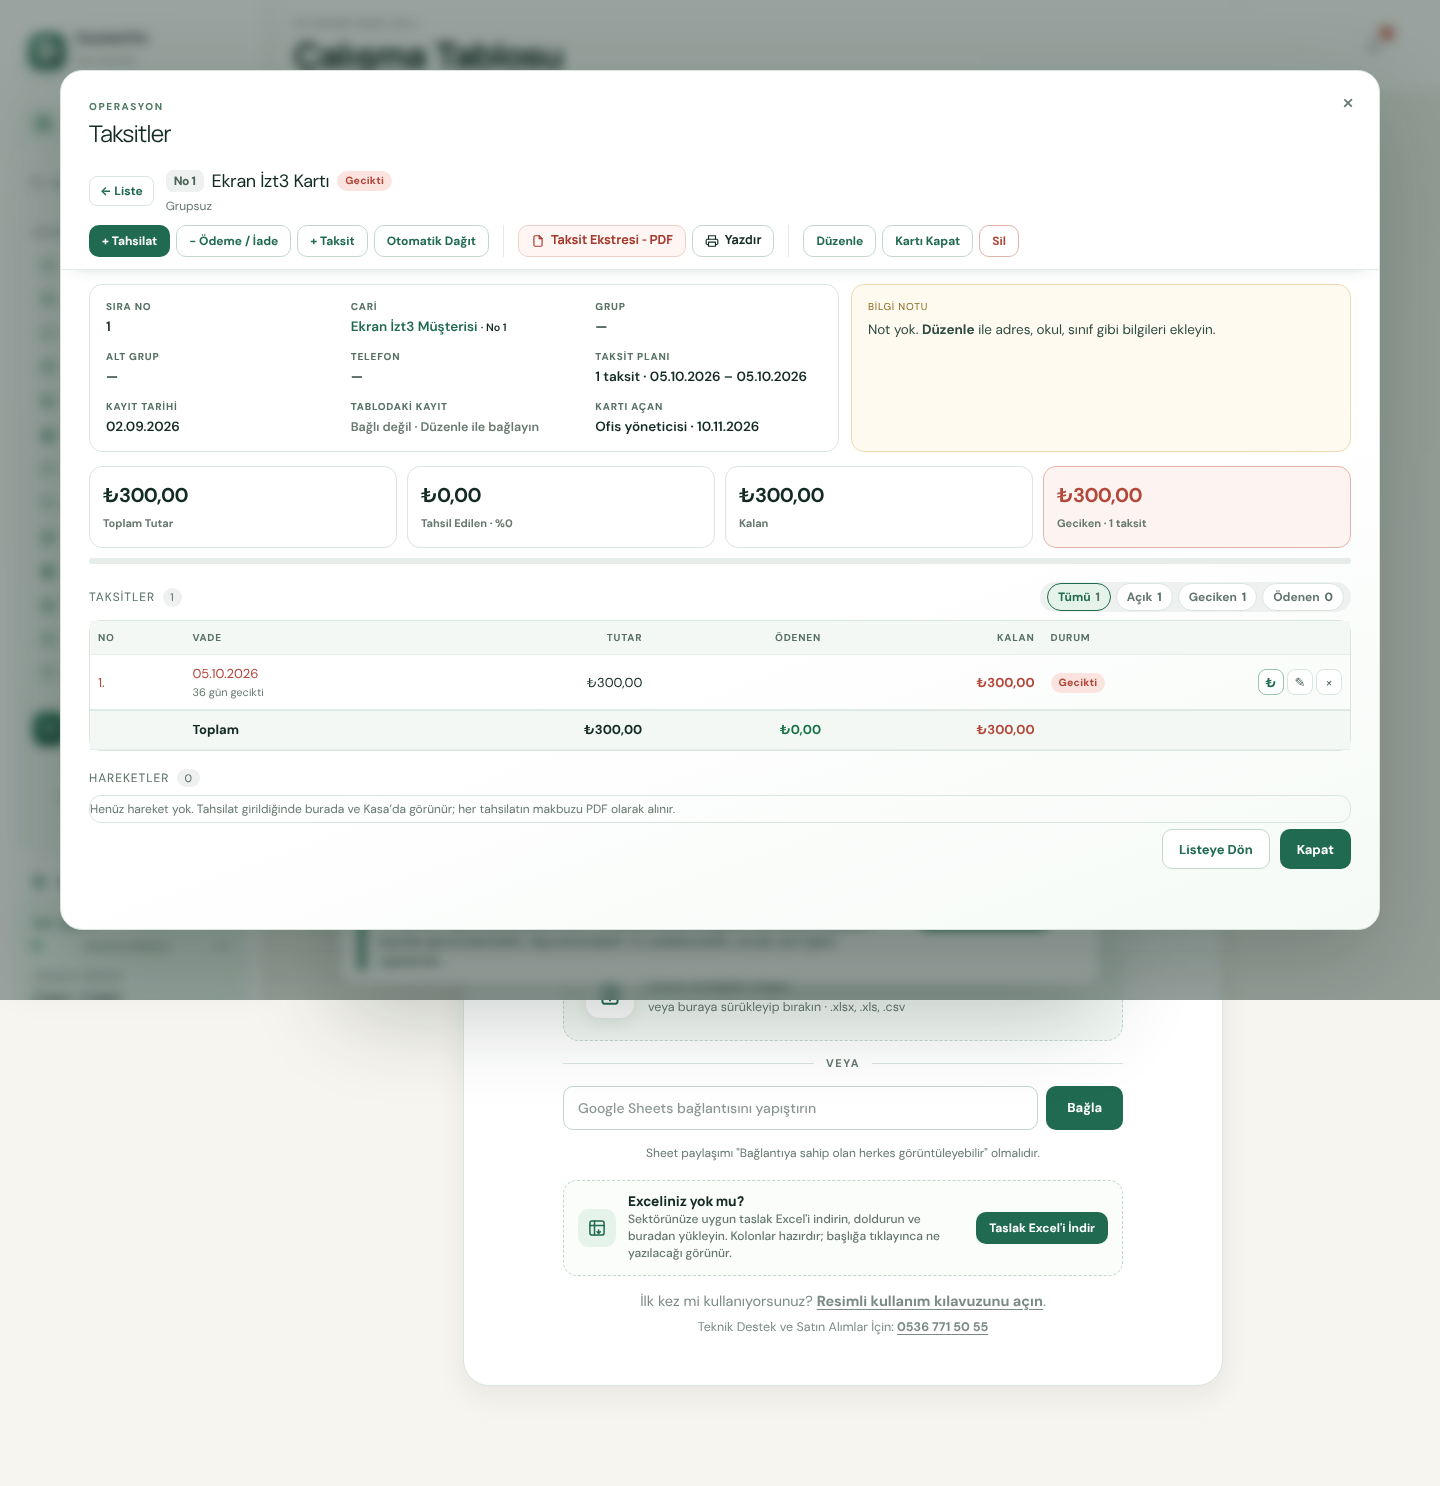 Çalışma Tablosu
OPERASYON
Taksitler
×
← Liste
No 1 Ekran İzt3 Kartı Gecikti
Grupsuz
+ Tahsilat
− Ödeme / İade
+ Taksit
Otomatik Dağıt
Taksit Ekstresi - PDF
Yazdır
Düzenle
Kartı Kapat
Sil
SIRA NO
1
CARİ
Ekran İzt3 Müşterisi · No 1
GRUP
—
ALT GRUP
—
TELEFON
—
TAKSİT PLANI
1 taksit · 05.10.2026 – 05.10.2026
KAYIT TARİHİ
02.09.2026
TABLODAKİ KAYIT
Bağlı değil · Düzenle ile bağlayın
KARTI AÇAN
Ofis yöneticisi · 10.11.2026
BİLGİ NOTU
Not yok. Düzenle ile adres, okul, sınıf gibi bilgileri ekleyin.
₺300,00
Toplam Tutar
₺0,00
Tahsil Edilen · %0
₺300,00
Kalan
₺300,00
Geciken · 1 taksit
TAKSİTLER 1
Tümü 1
Açık 1
Geciken 1
Ödenen 0
NO VADE TUTAR ÖDENEN KALAN DURUM
1. 05.10.2026 ₺300,00 ₺300,00 Gecikti ₺ ✎ ×
36 gün gecikti
Toplam ₺300,00 ₺0,00 ₺300,00
HAREKETLER 0
Henüz hareket yok. Tahsilat girildiğinde burada ve Kasa'da görünür; her tahsilatın makbuzu PDF olarak alınır.
Listeye Dön
Kapat
veya buraya sürükleyip bırakın · .xlsx, .xls, .csv
VEYA
Google Sheets bağlantısını yapıştırın
Bağla
Sheet paylaşımı "Bağlantıya sahip olan herkes görüntüleyebilir" olmalıdır.
Exceliniz yok mu?
Sektörünüze uygun taslak Excel'i indirin, doldurun ve
buradan yükleyin. Kolonlar hazırdır; başlığa tıklayınca ne
yazılacağı görünür.
Taslak Excel'i İndir
İlk kez mi kullanıyorsunuz? Resimli kullanım kılavuzunu açın.
Teknik Destek ve Satın Alımlar İçin: 0536 771 50 55